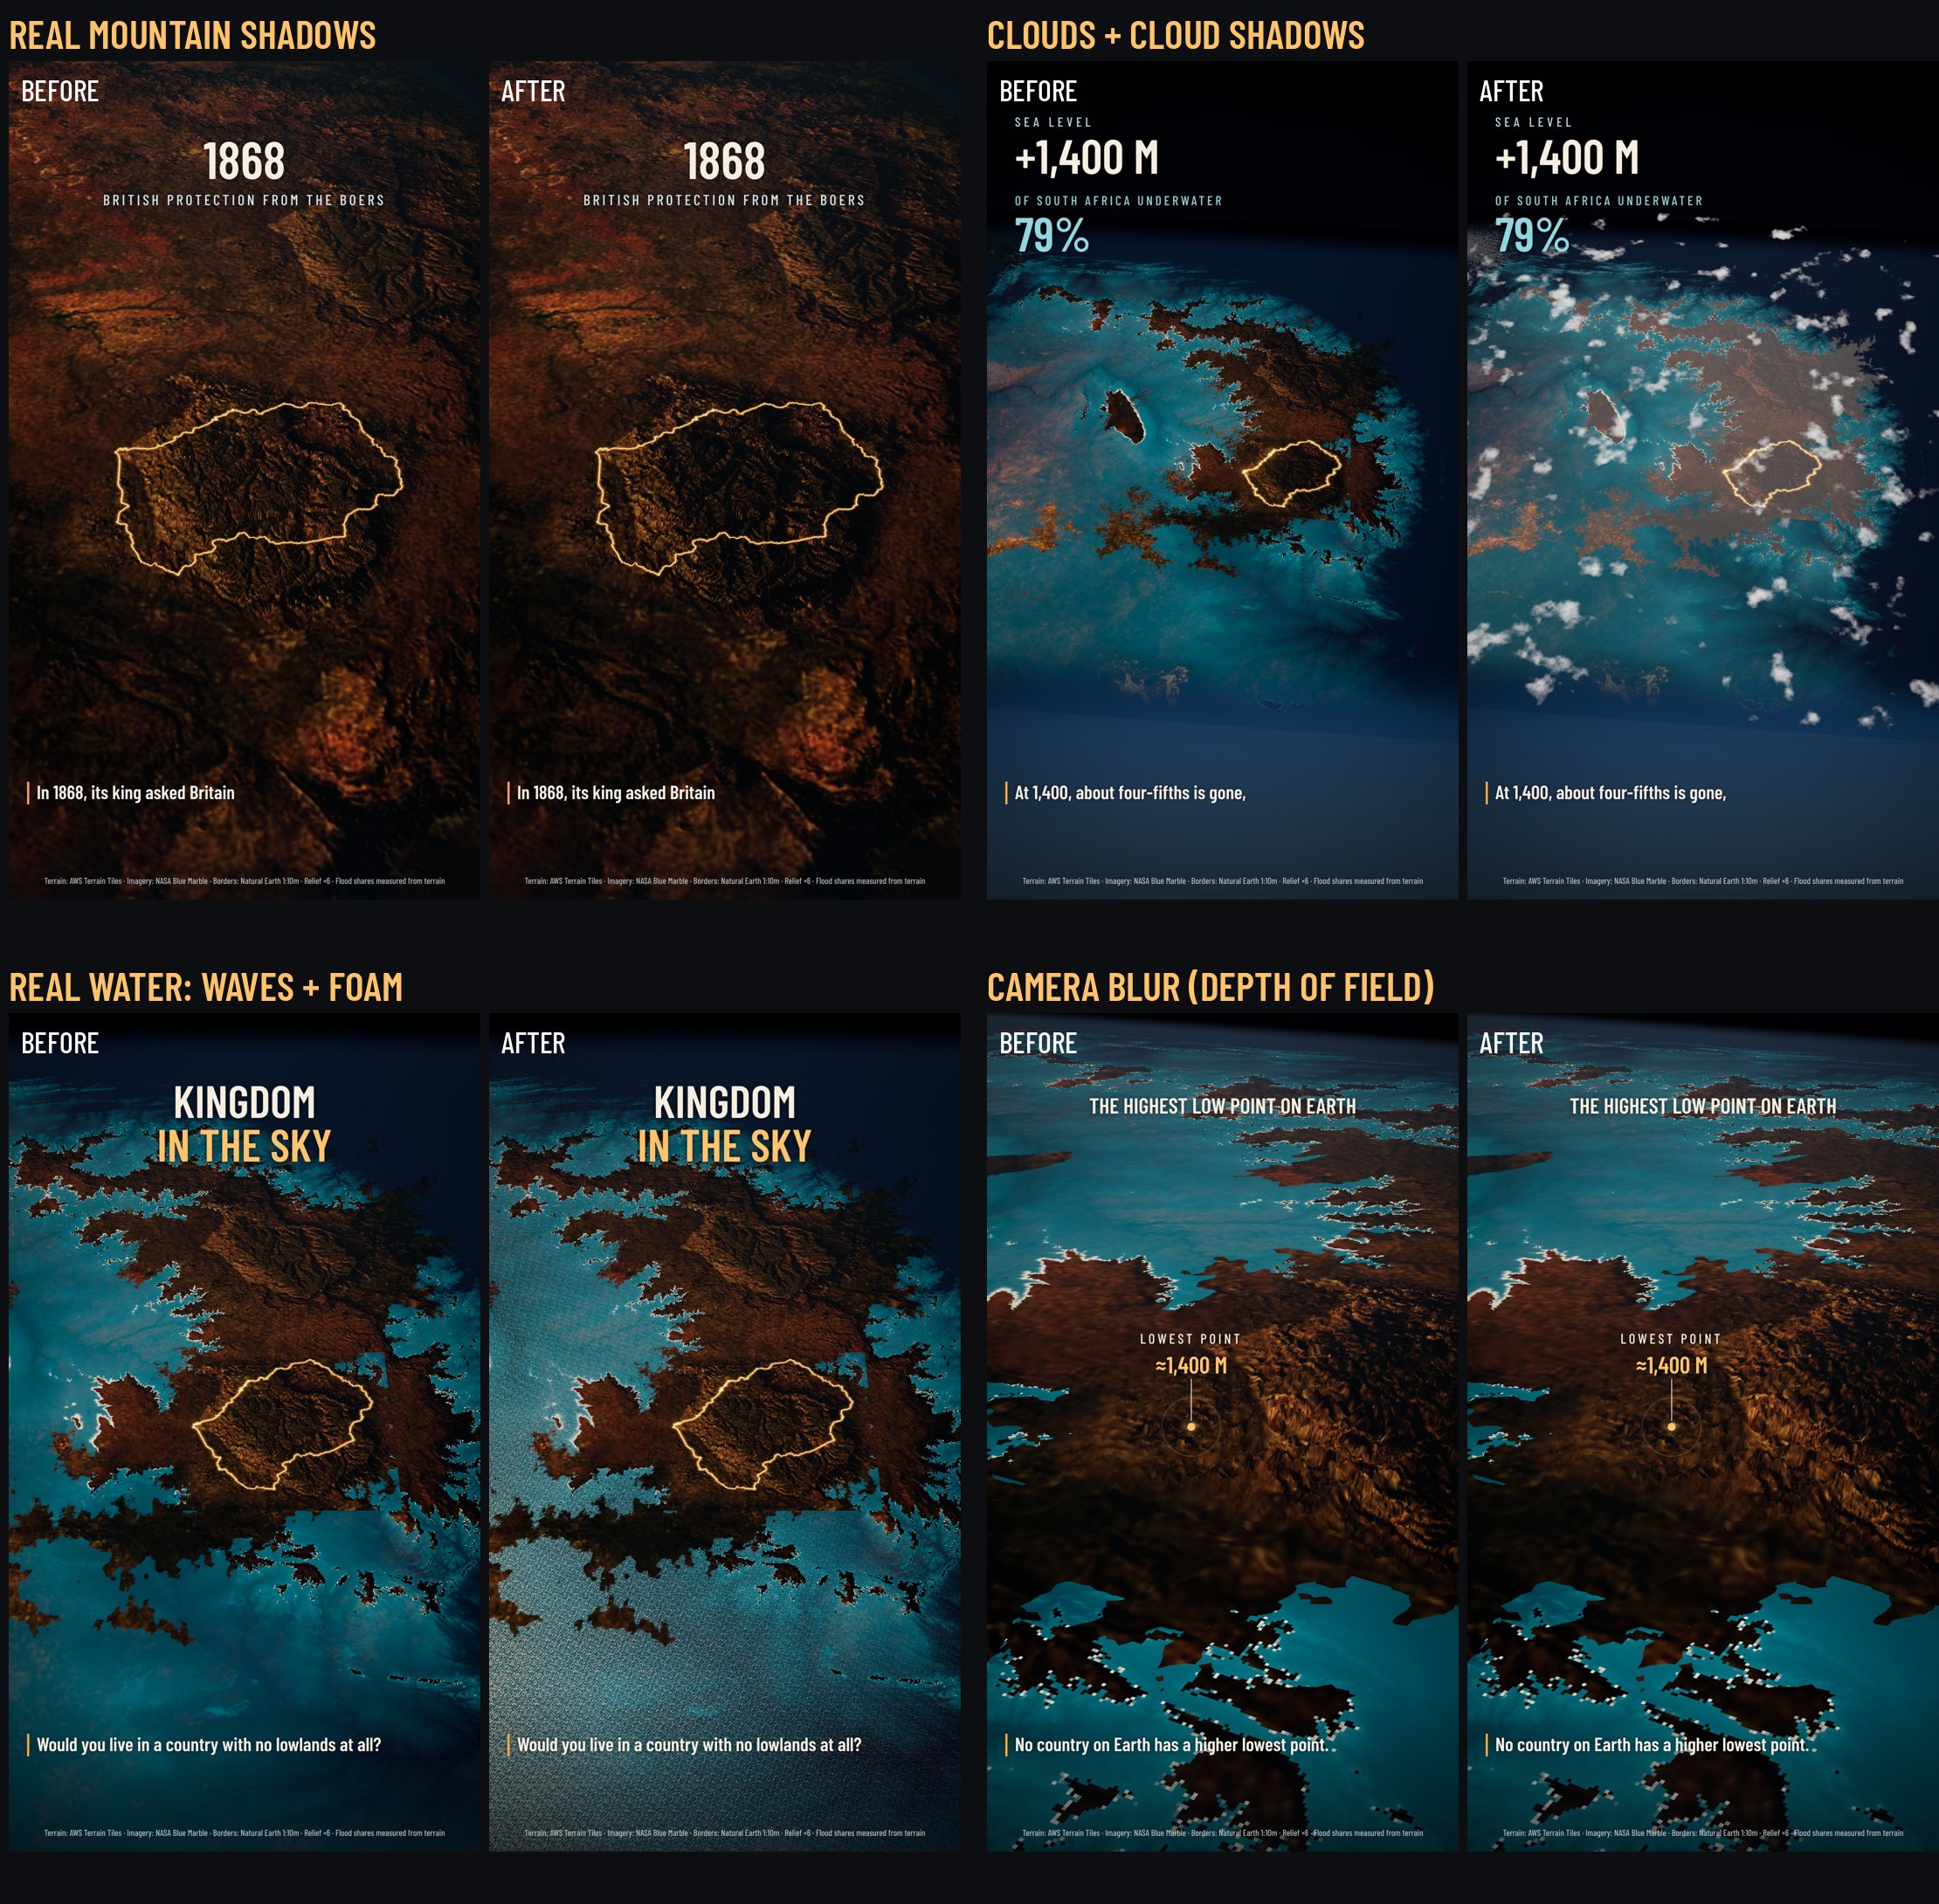 REAL MOUNTAIN SHADOWS
BEFORE
1868
BRITISH PROTECTION FROM THE BOERS
In 1868, its king asked Britain
Terrain: AWS Terrain Tiles · Imagery: NASA Blue Marble · Borders: Natural Earth 1:10m · Relief ×6 · Flood shares measured from terrain
AFTER
1868
BRITISH PROTECTION FROM THE BOERS
In 1868, its king asked Britain
Terrain: AWS Terrain Tiles · Imagery: NASA Blue Marble · Borders: Natural Earth 1:10m · Relief ×6 · Flood shares measured from terrain
CLOUDS + CLOUD SHADOWS
BEFORE
SEA LEVEL
+1,400 M
OF SOUTH AFRICA UNDERWATER
79%
At 1,400, about four-fifths is gone,
Terrain: AWS Terrain Tiles · Imagery: NASA Blue Marble · Borders: Natural Earth 1:10m · Relief ×6 · Flood shares measured from terrain
AFTER
SEA LEVEL
+1,400 M
OF SOUTH AFRICA UNDERWATER
79%
At 1,400, about four-fifths is gone,
Terrain: AWS Terrain Tiles · Imagery: NASA Blue Marble · Borders: Natural Earth 1:10m · Relief ×6 · Flood shares measured from terrain
REAL WATER: WAVES + FOAM
BEFORE
KINGDOM
IN THE SKY
Would you live in a country with no lowlands at all?
Terrain: AWS Terrain Tiles · Imagery: NASA Blue Marble · Borders: Natural Earth 1:10m · Relief ×6 · Flood shares measured from terrain
AFTER
KINGDOM
IN THE SKY
Would you live in a country with no lowlands at all?
Terrain: AWS Terrain Tiles · Imagery: NASA Blue Marble · Borders: Natural Earth 1:10m · Relief ×6 · Flood shares measured from terrain
CAMERA BLUR (DEPTH OF FIELD)
BEFORE
THE HIGHEST LOW POINT ON EARTH
LOWEST POINT
≈1,400 M
No country on Earth has a higher lowest point.
Terrain: AWS Terrain Tiles · Imagery: NASA Blue Marble · Borders: Natural Earth 1:10m · Relief ×6 · Flood shares measured from terrain
AFTER
THE HIGHEST LOW POINT ON EARTH
LOWEST POINT
≈1,400 M
No country on Earth has a higher lowest point.
Terrain: AWS Terrain Tiles · Imagery: NASA Blue Marble · Borders: Natural Earth 1:10m · Relief ×6 · Flood shares measured from terrain